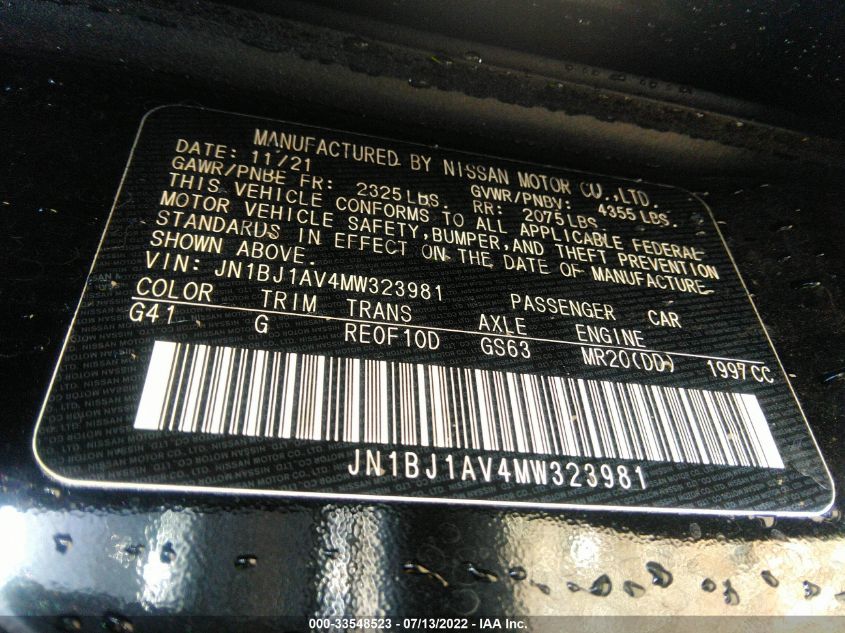 MANUFACTURED BY NISSAN MOTOR CO.,LTD.
DATE: 11/21 GVWR/PNBV: 4355 LBS.
GAWR/PNBE FR: 2325 LBS. RR: 2075 LBS.
THIS VEHICLE CONFORMS TO ALL APPLICABLE FEDERAL
MOTOR VEHICLE SAFETY,BUMPER,AND THEFT PREVENTION
STANDARDS IN EFFECT ON THE DATE OF MANUFACTURE
SHOWN ABOVE.
VIN: JN1BJ1AV4MW323981 PASSENGER CAR
COLOR TRIM TRANS AXLE ENGINE
G41 G RE0F10D GS63 MR20(DD) 1997CC
JN1BJ1AV4MW323981
000-33548523 - 07/13/2022 - IAA Inc.